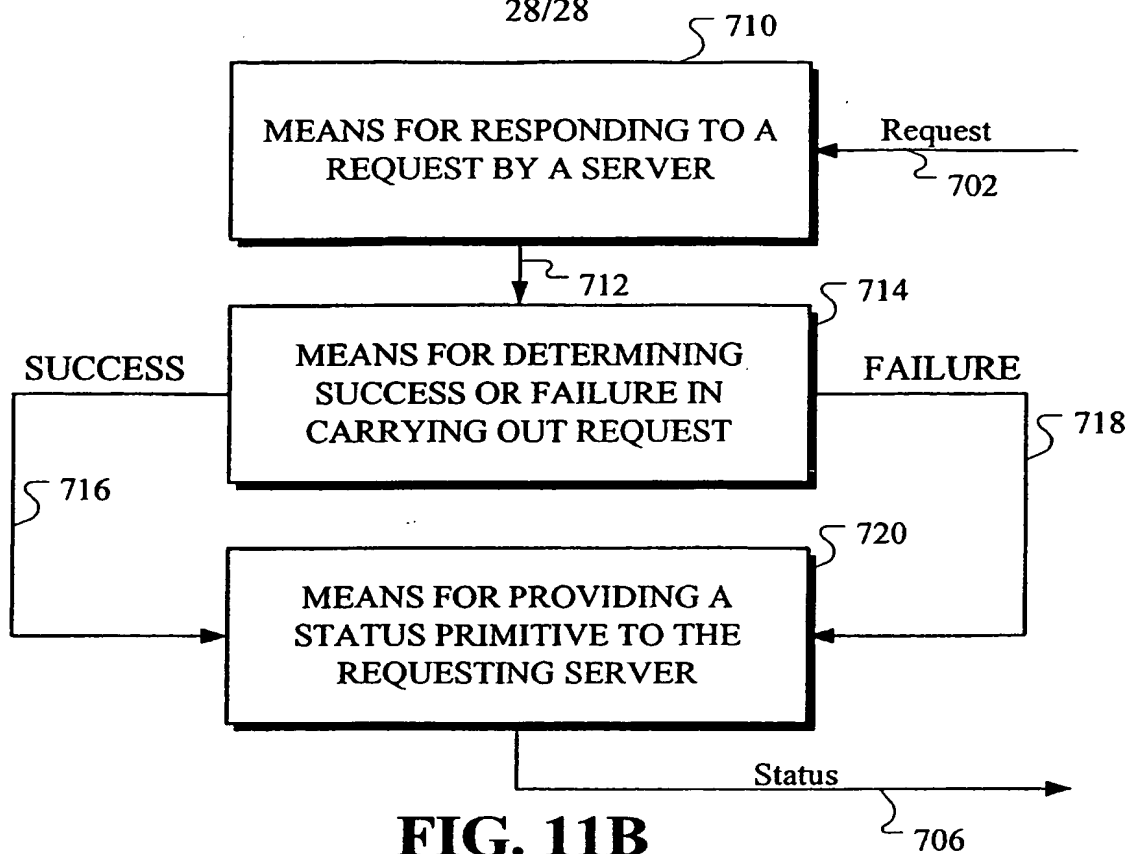 28/28
710
MEANS FOR RESPONDING TO A
REQUEST BY A SERVER
Request
702
712
714
SUCCESS
MEANS FOR DETERMINING
SUCCESS OR FAILURE IN
CARRYING OUT REQUEST
FAILURE
718
716
720
MEANS FOR PROVIDING A
STATUS PRIMITIVE TO THE
REQUESTING SERVER
Status
706
FIG. 11B